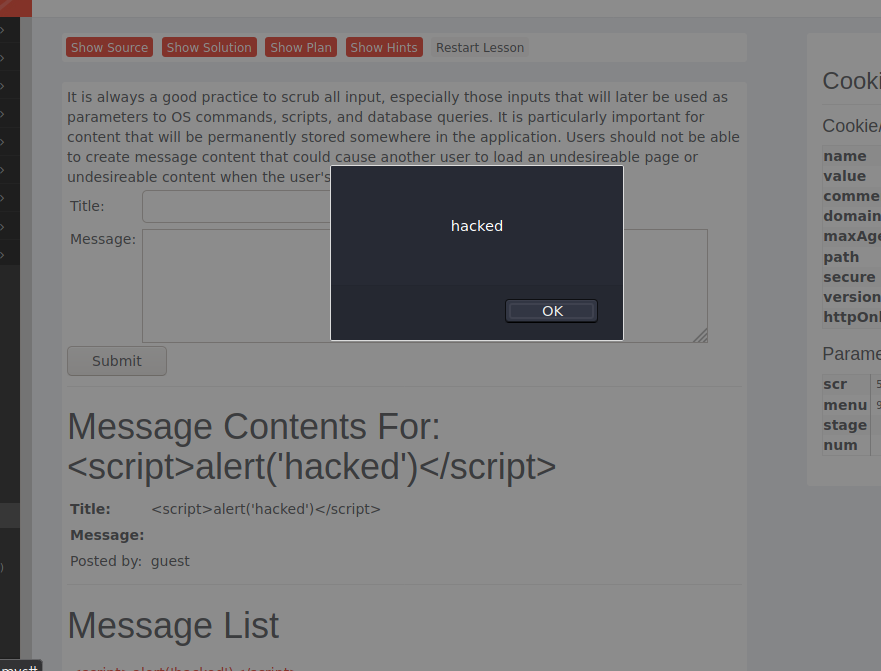 Show Source Show Solution Show Plan Show Hints Restart Lesson
It is always a good practice to scrub all input, especially those inputs that will later be used as
parameters to OS commands, scripts, and database queries. It is particularly important for
content that will be permanently stored somewhere in the application. Users should not be able
to create message content that could cause another user to load an undesireable page or
undesireable content when the user's
Title:
Message:
hacked
OK
Submit
Message Contents For:
<script>alert('hacked')</script>
Title: <script>alert('hacked')</script>
Message:
Posted by: guest
Message List
Cooki
Cookie/
name
value
comme
domain
maxAge
path
secure
version
httpOnl
Parame
scr 5
menu 9
stage
num